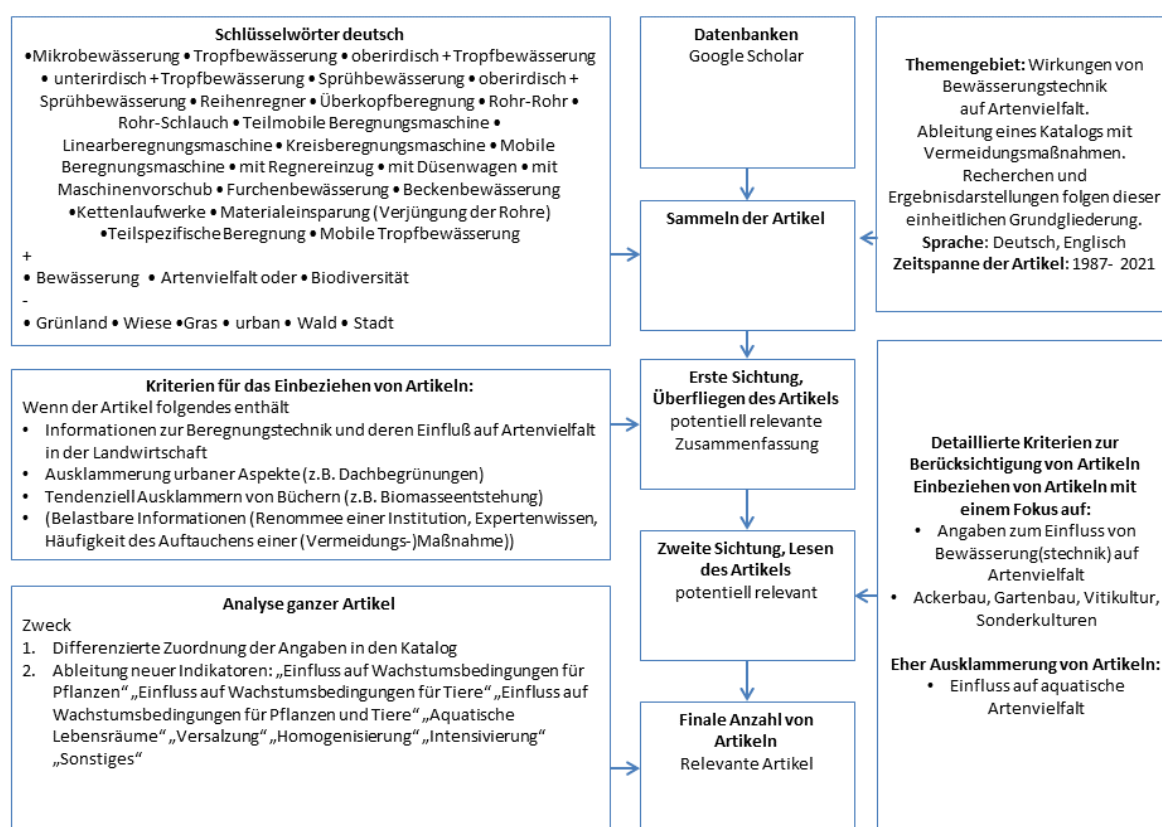 Schlüsselwörter deutsch
•Mikrobewässerung • Tropfbewässerung • oberirdisch + Tropfbewässerung
• unterirdisch + Tropfbewässerung • Sprühbewässerung • oberirdisch +
Sprühbewässerung • Reihenregner • Überkopfberegnung • Rohr-Rohr •
Rohr-Schlauch • Teilmobile Beregnungsmaschine •
Linearberegnungsmaschine • Kreisberegnungsmaschine • Mobile
Beregnungsmaschine • mit Regnereinzug • mit Düsenwagen • mit
Maschinenvorschub • Furchenbewässerung • Beckenbewässerung
•Kettenlaufwerke • Materialeinsparung (Verjüngung der Rohre)
•Teilspezifische Beregnung • Mobile Tropfbewässerung
+
• Bewässerung • Artenvielfalt oder • Biodiversität
-
• Grünland • Wiese •Gras • urban • Wald • Stadt
Datenbanken
Google Scholar
Themengebiet: Wirkungen von
Bewässerungstechnik
auf Artenvielfalt.
Ableitung eines Katalogs mit
Vermeidungsmaßnahmen.
Recherchen und
Ergebnisdarstellungen folgen dieser
einheitlichen Grundgliederung.
Sprache: Deutsch, Englisch
Zeitspanne der Artikel: 1987- 2021
Sammeln der Artikel
Kriterien für das Einbeziehen von Artikeln:
Wenn der Artikel folgendes enthält
• Informationen zur Beregnungstechnik und deren Einfluß auf Artenvielfalt
in der Landwirtschaft
• Ausklammerung urbaner Aspekte (z.B. Dachbegrünungen)
• Tendenziell Ausklammern von Büchern (z.B. Biomasseentstehung)
• (Belastbare Informationen (Renommee einer Institution, Expertenwissen,
Häufigkeit des Auftauchens einer (Vermeidungs-)Maßnahme))
Erste Sichtung,
Überfliegen des Artikels
potentiell relevante
Zusammenfassung
Detaillierte Kriterien zur
Berücksichtigung von Artikeln
Einbeziehen von Artikeln mit
einem Fokus auf:
• Angaben zum Einfluss von
Bewässerung(stechnik) auf
Artenvielfalt
• Ackerbau, Gartenbau, Vitikultur,
Sonderkulturen
Eher Ausklammerung von Artikeln:
• Einfluss auf aquatische
Artenvielfalt
Zweite Sichtung, Lesen
des Artikels
potentiell relevant
Analyse ganzer Artikel
Zweck
1. Differenzierte Zuordnung der Angaben in den Katalog
2. Ableitung neuer Indikatoren: „Einfluss auf Wachstumsbedingungen für
Pflanzen“ „Einfluss auf Wachstumsbedingungen für Tiere“ „Einfluss auf
Wachstumsbedingungen für Pflanzen und Tiere“ „Aquatische
Lebensräume“ „Versalzung“ „Homogenisierung“ „Intensivierung“
„Sonstiges“
Finale Anzahl von
Artikeln
Relevante Artikel